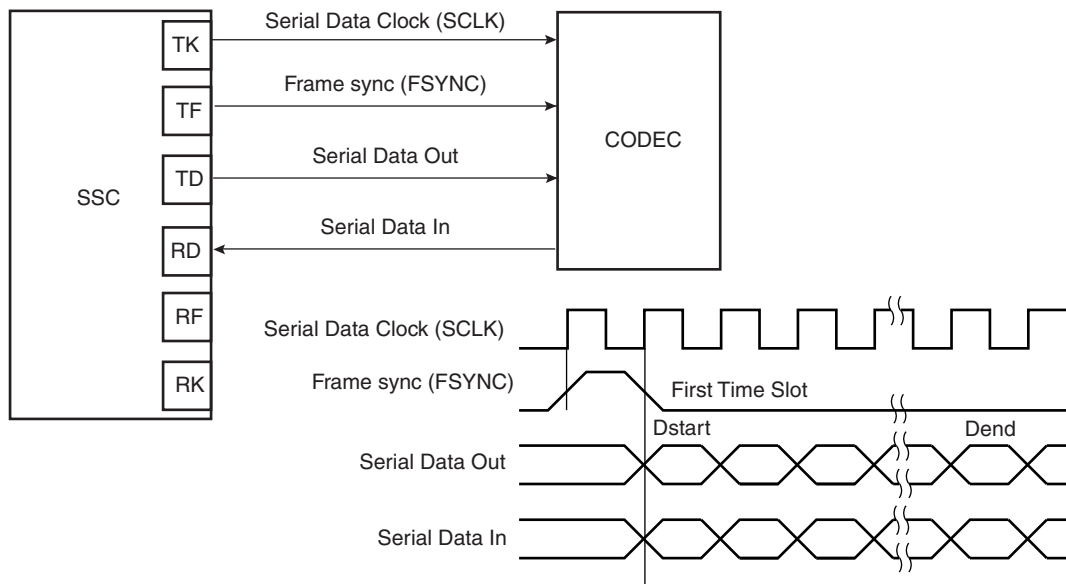 Serial Data Clock (SCLK)
TK
Frame sync (FSYNC)
TF
CODEC
Serial Data Out
TD
SSC
Serial Data In
RD
RF
Serial Data Clock (SCLK)
RK
Frame sync (FSYNC)
First Time Slot
Dstart
Dend
Serial Data Out
Serial Data In